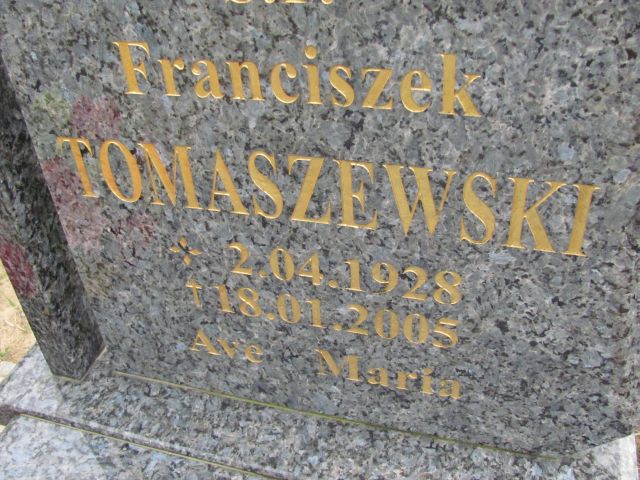 Franciszek
TOMASZEWSKI
2.04.1928
† 18.01.2005
Ave Maria